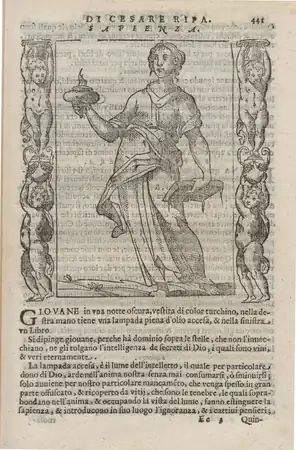 DI CESARE RIPA. 441
SAPIENZA.
GIOVANE in vna notte oscura, vestita di color turchino, nella de-
stra mano tiene vna lampada piena d'olio accesa, & nella sinistra
vn Libro.
Si dipinge giouane, perche hà dominio sopra le stelle, che non l'inuec-
chiano, ne gli tolgano l'intelligenza de secreti di Dio, i quali sono viui,
& veri eternamente.
La lampada accesa, è il lume dell'intelletto, il quale per particolare
dono di Dio, arde nell'anima nostra senza mai consumarsi, ò sminuirsi;
solo auuiene per nostro particolare mancamẽto, che venga spesso in gran
parte offuscato, & ricoperto da vitij, che sono le tenebre, le quali sopra-
bondano nell'anima, & occupando la vista del lume, fanno estinguere la
sapienza, & introducono in suo luogo l'ignoranza, & i cattiui pensieri;
Ee 3 Quin-